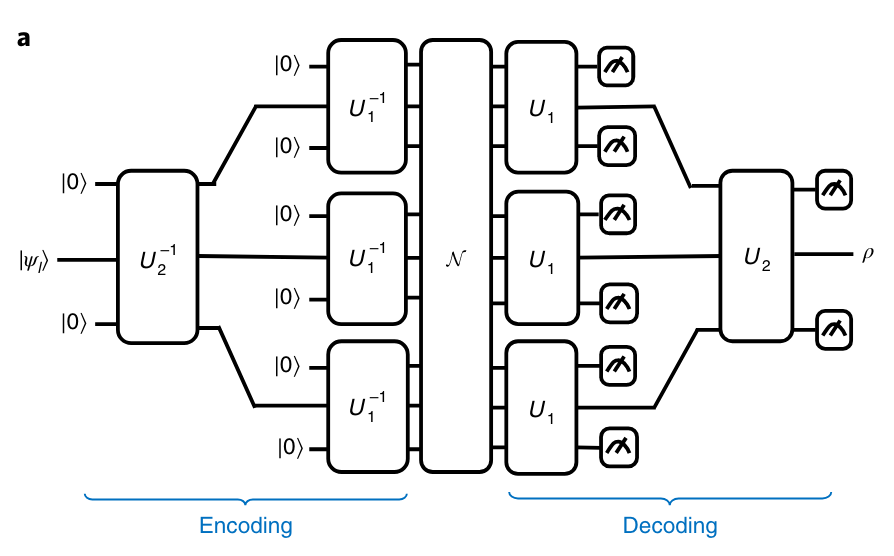 a
|0⟩
U₁⁻¹
U₁
|0⟩
|0⟩
|0⟩
U₁⁻¹
U₁
|ψₗ⟩
U₂⁻¹
𝒩
U₂
ρ
|0⟩
|0⟩
|0⟩
U₁⁻¹
U₁
|0⟩
Encoding
Decoding